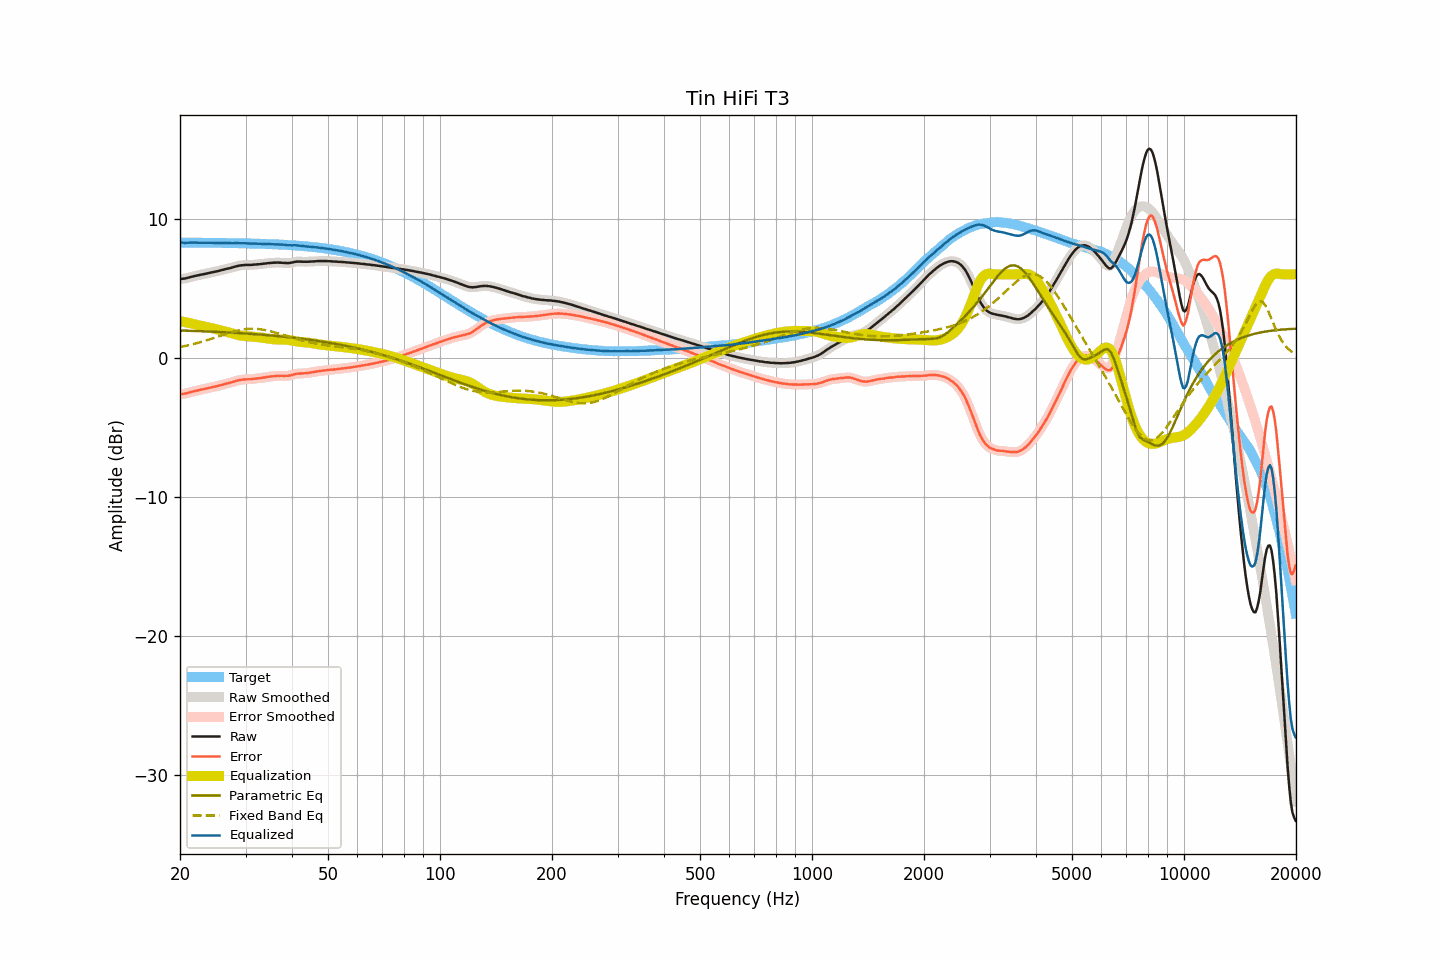 Tin HiFi T3
Amplitude (dBr)
10
0
−10
−20
−30
Target
Raw Smoothed
Error Smoothed
Raw
Error
Equalization
Parametric Eq
Fixed Band Eq
Equalized
20 50 100 200 500 1000 2000 5000 10000 20000
Frequency (Hz)